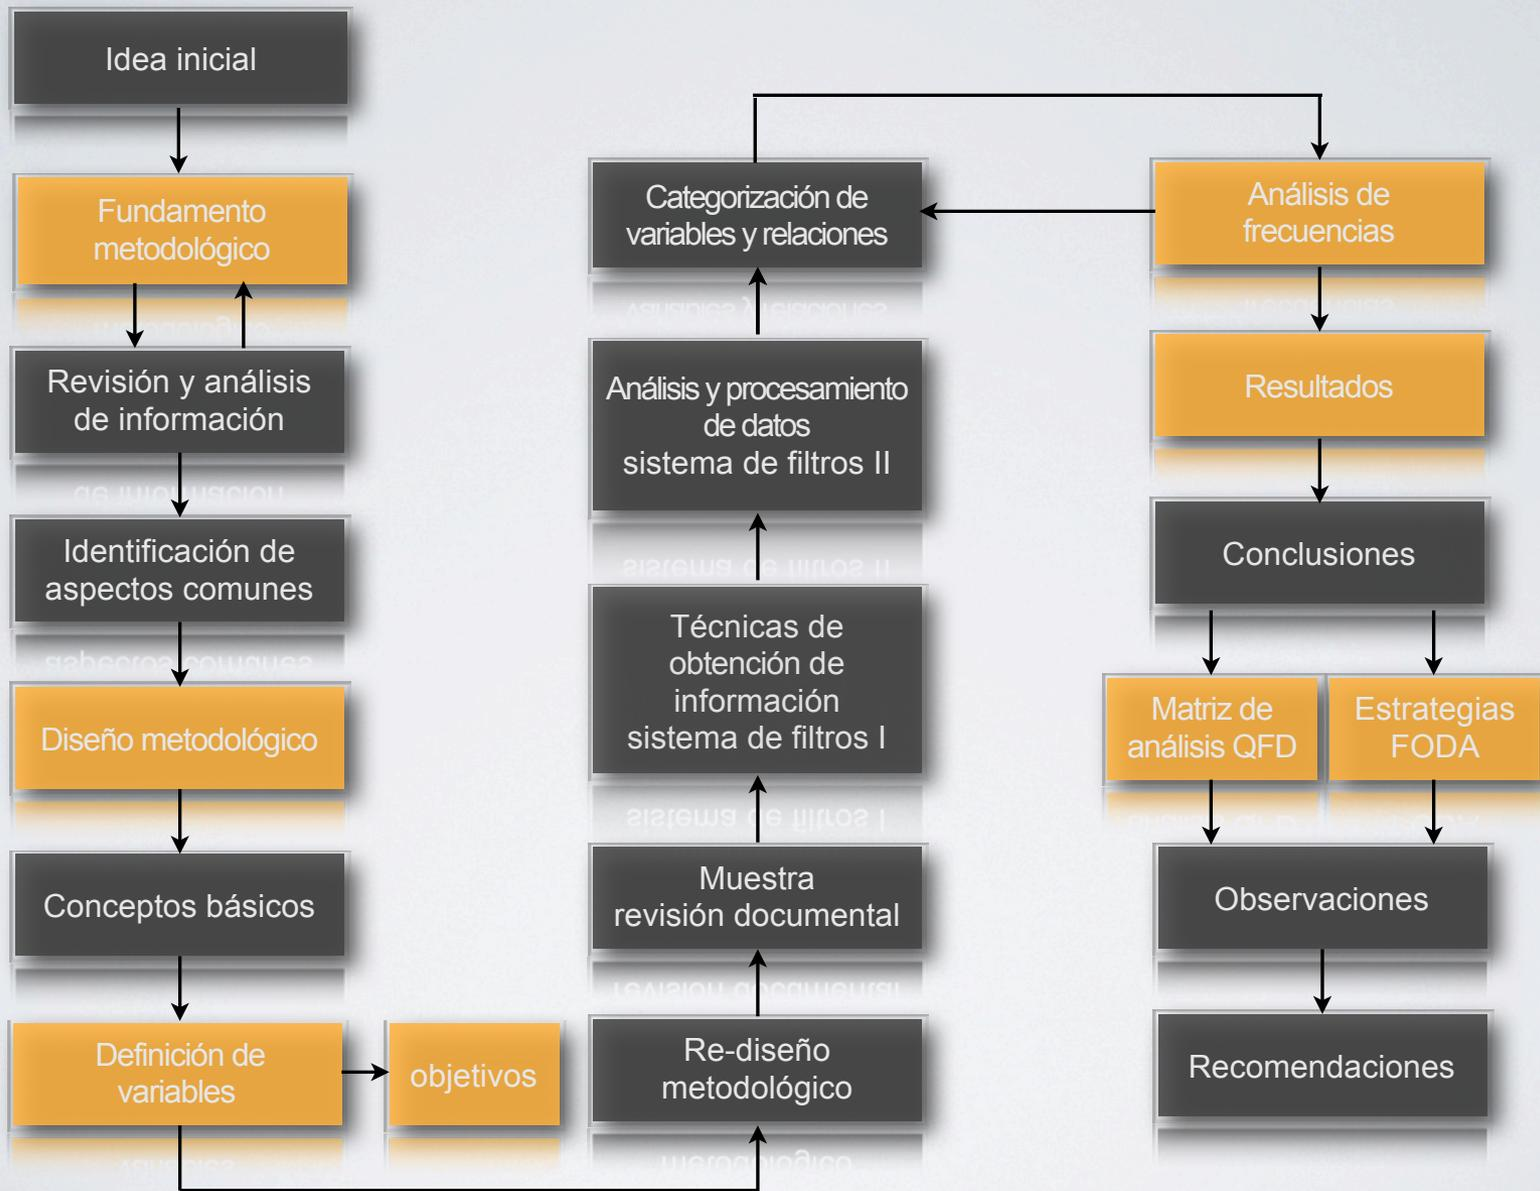 Idea inicial
Fundamento
metodológico
Revisión y análisis
de información
Identificación de
aspectos comunes
Diseño metodológico
Conceptos básicos
Definición de
variables
objetivos
Re-diseño
metodológico
Muestra
revisión documental
Técnicas de
obtención de
información
sistema de filtros I
Análisis y procesamiento
de datos
sistema de filtros II
Categorización de
variables y relaciones
Análisis de
frecuencias
Resultados
Conclusiones
Matriz de
análisis QFD
Estrategias
FODA
Observaciones
Recomendaciones